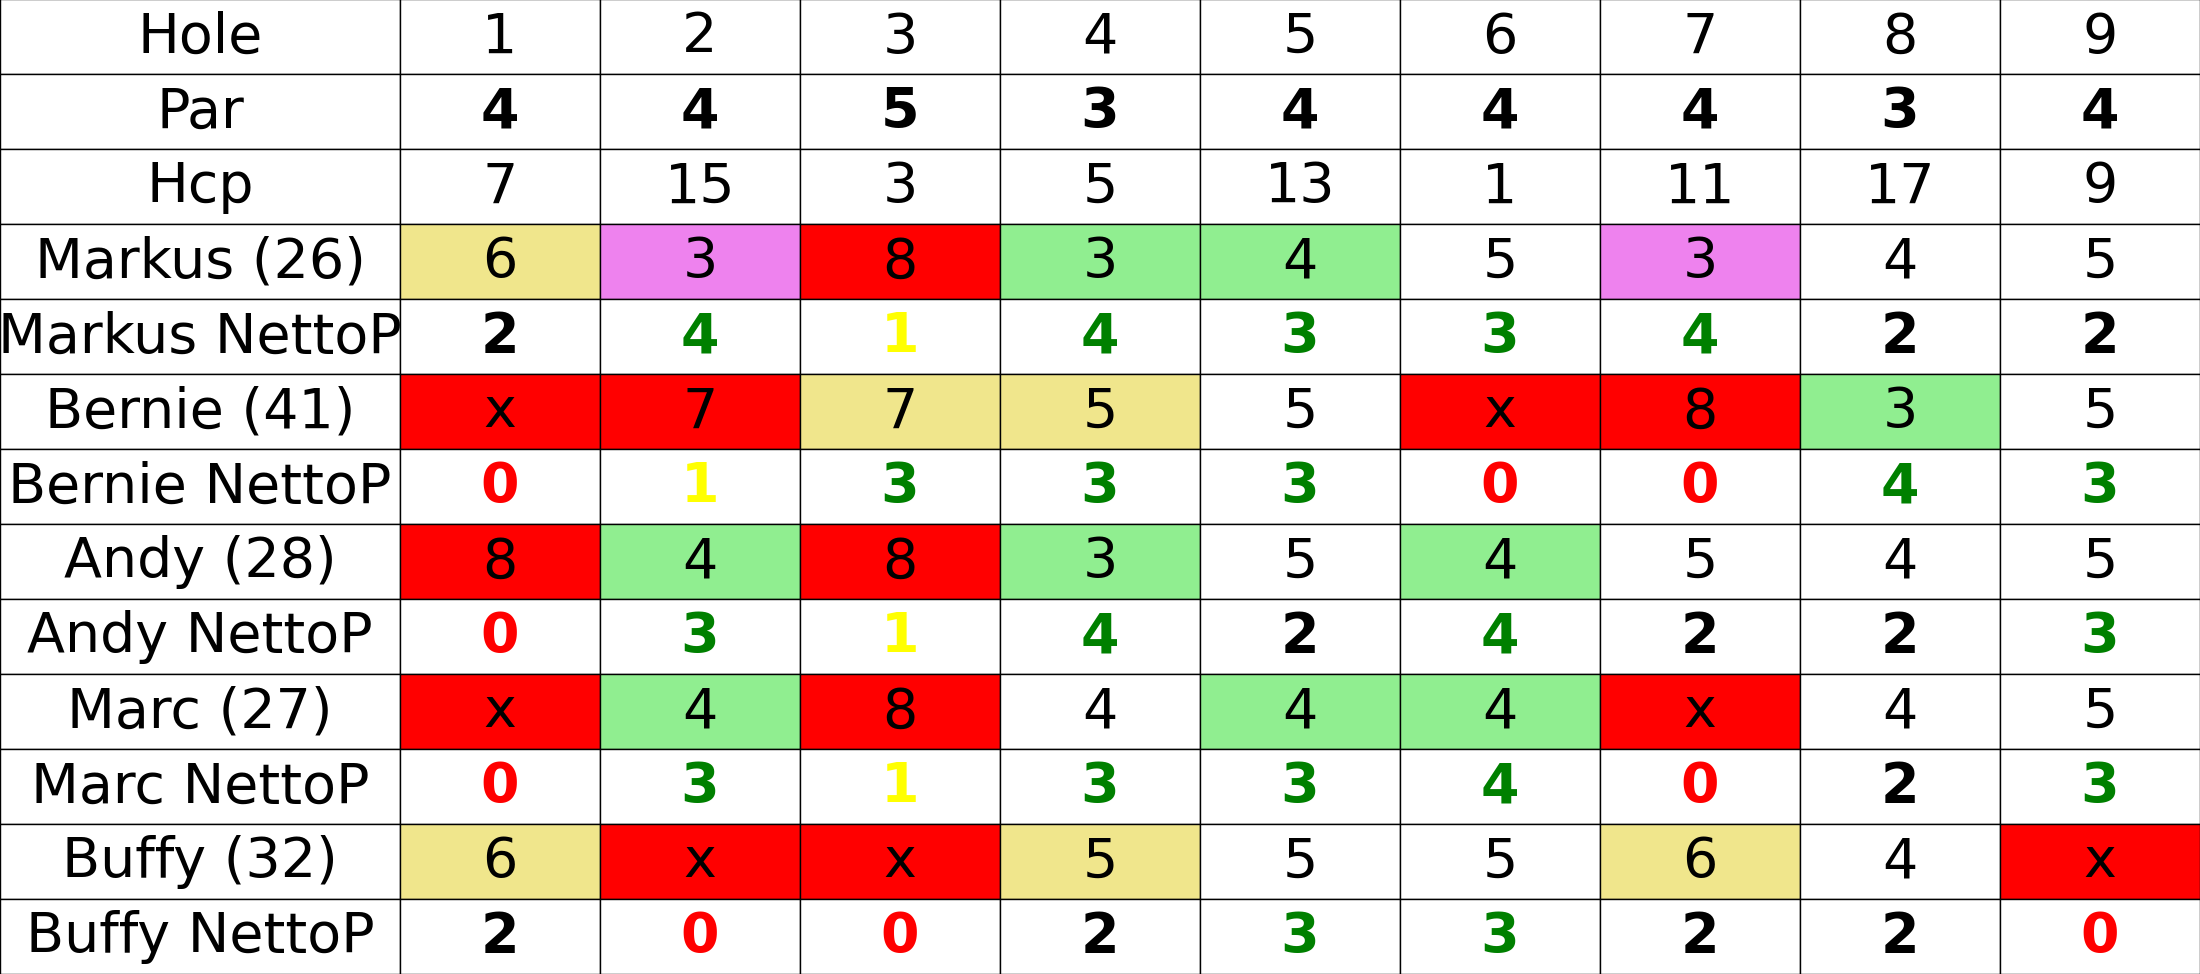 Hole 1 2 3 4 5 6 7 8 9
Par 4 4 5 3 4 4 4 3 4
Hcp 7 15 3 5 13 1 11 17 9
Markus (26) 6 3 8 3 4 5 3 4 5
Markus NettoP 2 4 1 4 3 3 4 2 2
Bernie (41) x 7 7 5 5 x 8 3 5
Bernie NettoP 0 1 3 3 3 0 0 4 3
Andy (28) 8 4 8 3 5 4 5 4 5
Andy NettoP 0 3 1 4 2 4 2 2 3
Marc (27) x 4 8 4 4 4 x 4 5
Marc NettoP 0 3 1 3 3 4 0 2 3
Buffy (32) 6 x x 5 5 5 6 4 x
Buffy NettoP 2 0 0 2 3 3 2 2 0